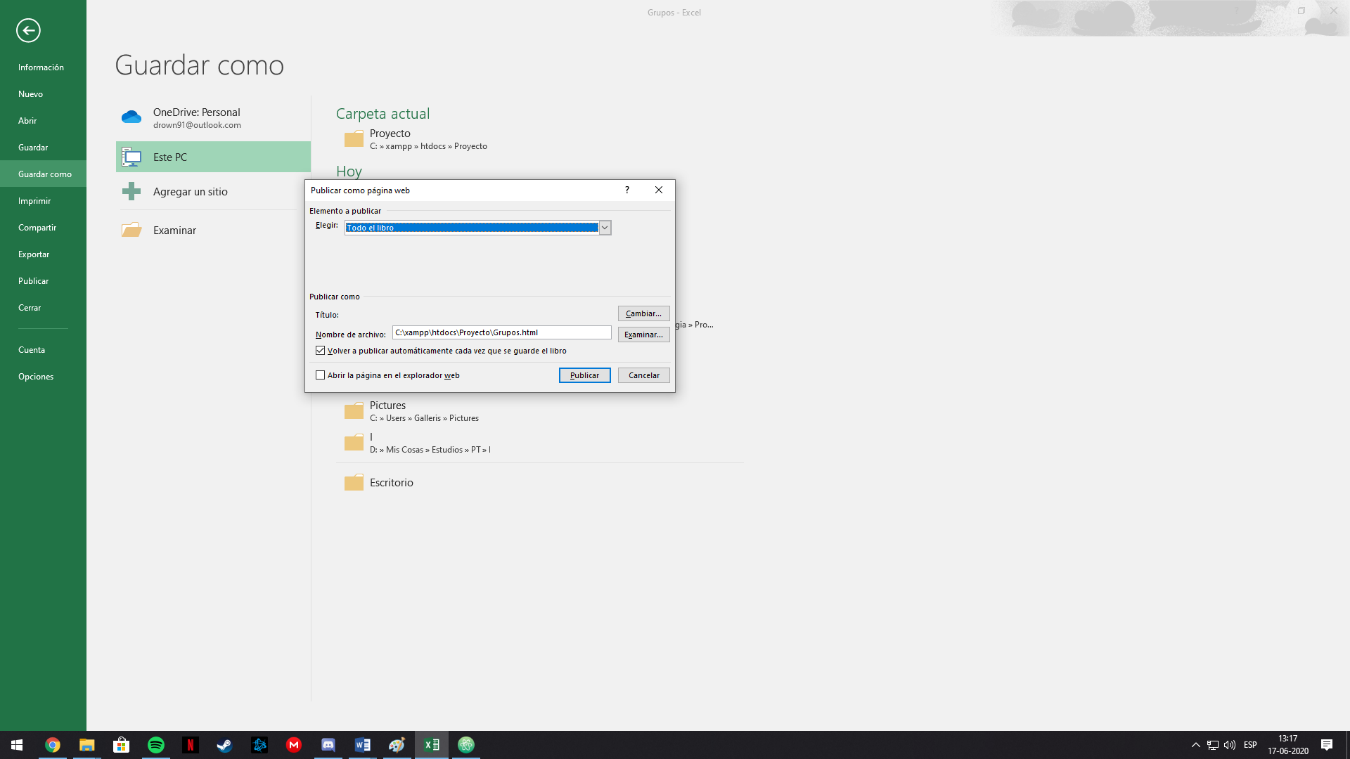 Grupos - Excel
Información
Nuevo
Abrir
Guardar
Guardar como
Imprimir
Compartir
Exportar
Publicar
Cerrar
Cuenta
Opciones
Guardar como
OneDrive: Personal
drown91@outlook.com
Este PC
Agregar un sitio
Examinar
Carpeta actual
Proyecto
C: » xampp » htdocs » Proyecto
Hoy
Publicar como página web
?
Elemento a publicar
Elegir: Todo el libro
Publicar como
Título:
Cambiar...
Nombre de archivo: C:\xampp\htdocs\Proyecto\Grupos.html
Examinar...
Volver a publicar automáticamente cada vez que se guarde el libro
Abrir la página en el explorador web
Publicar
Cancelar
gia » Pro...
Pictures
C: » Users » Galleris » Pictures
I
D: » Mis Cosas » Estudios » PT » I
Escritorio
ESP
13:17
17-06-2020